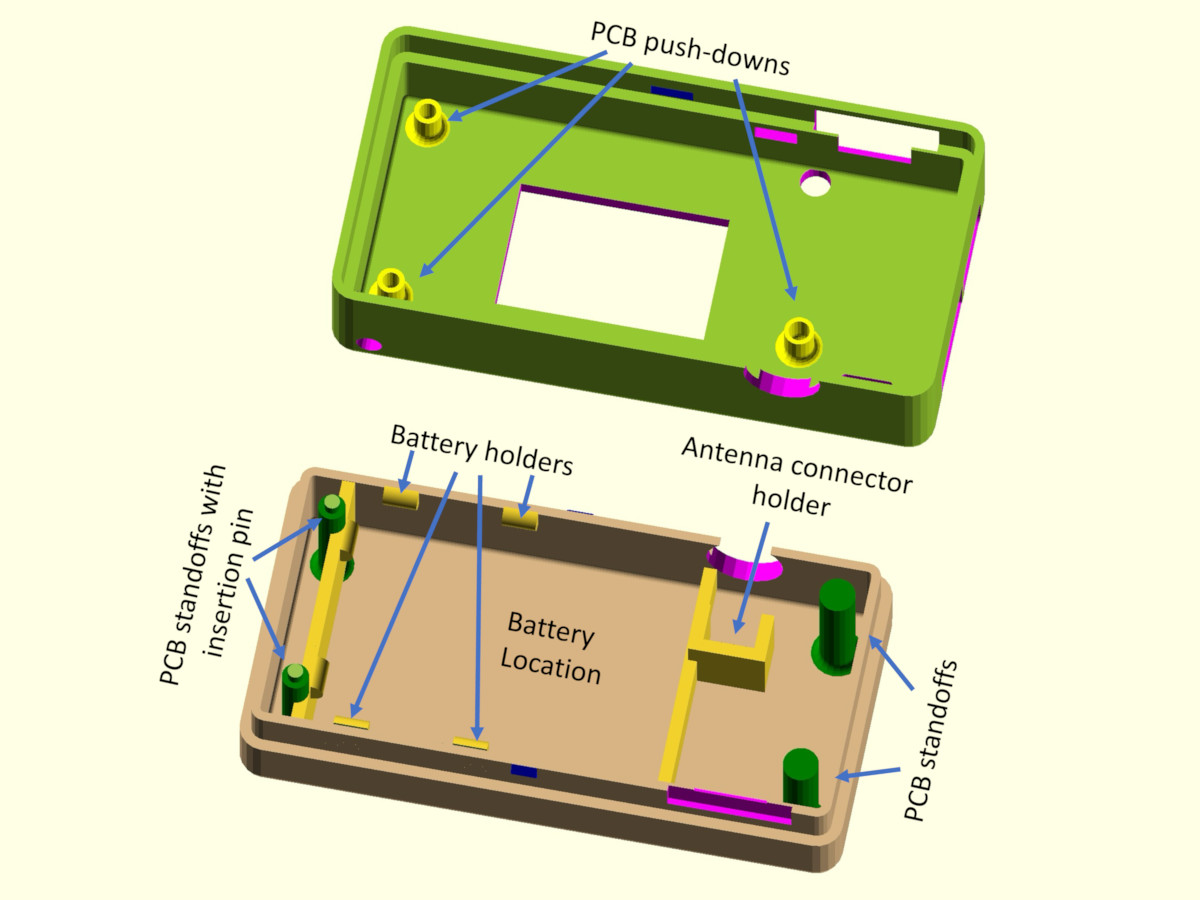 PCB push-downs
Battery holders
Antenna connector
holder
PCB standoffs with
insertion pin
Battery
Location
PCB standoffs